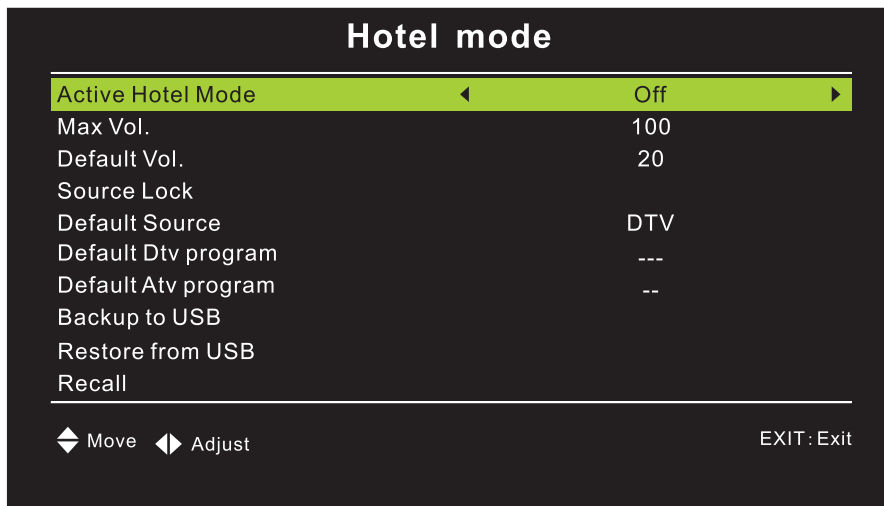 Hotel mode
Active Hotel Mode Off
Max Vol. 100
Default Vol. 20
Source Lock
Default Source DTV
Default Dtv program ---
Default Atv program --
Backup to USB
Restore from USB
Recall
Move Adjust EXIT: Exit